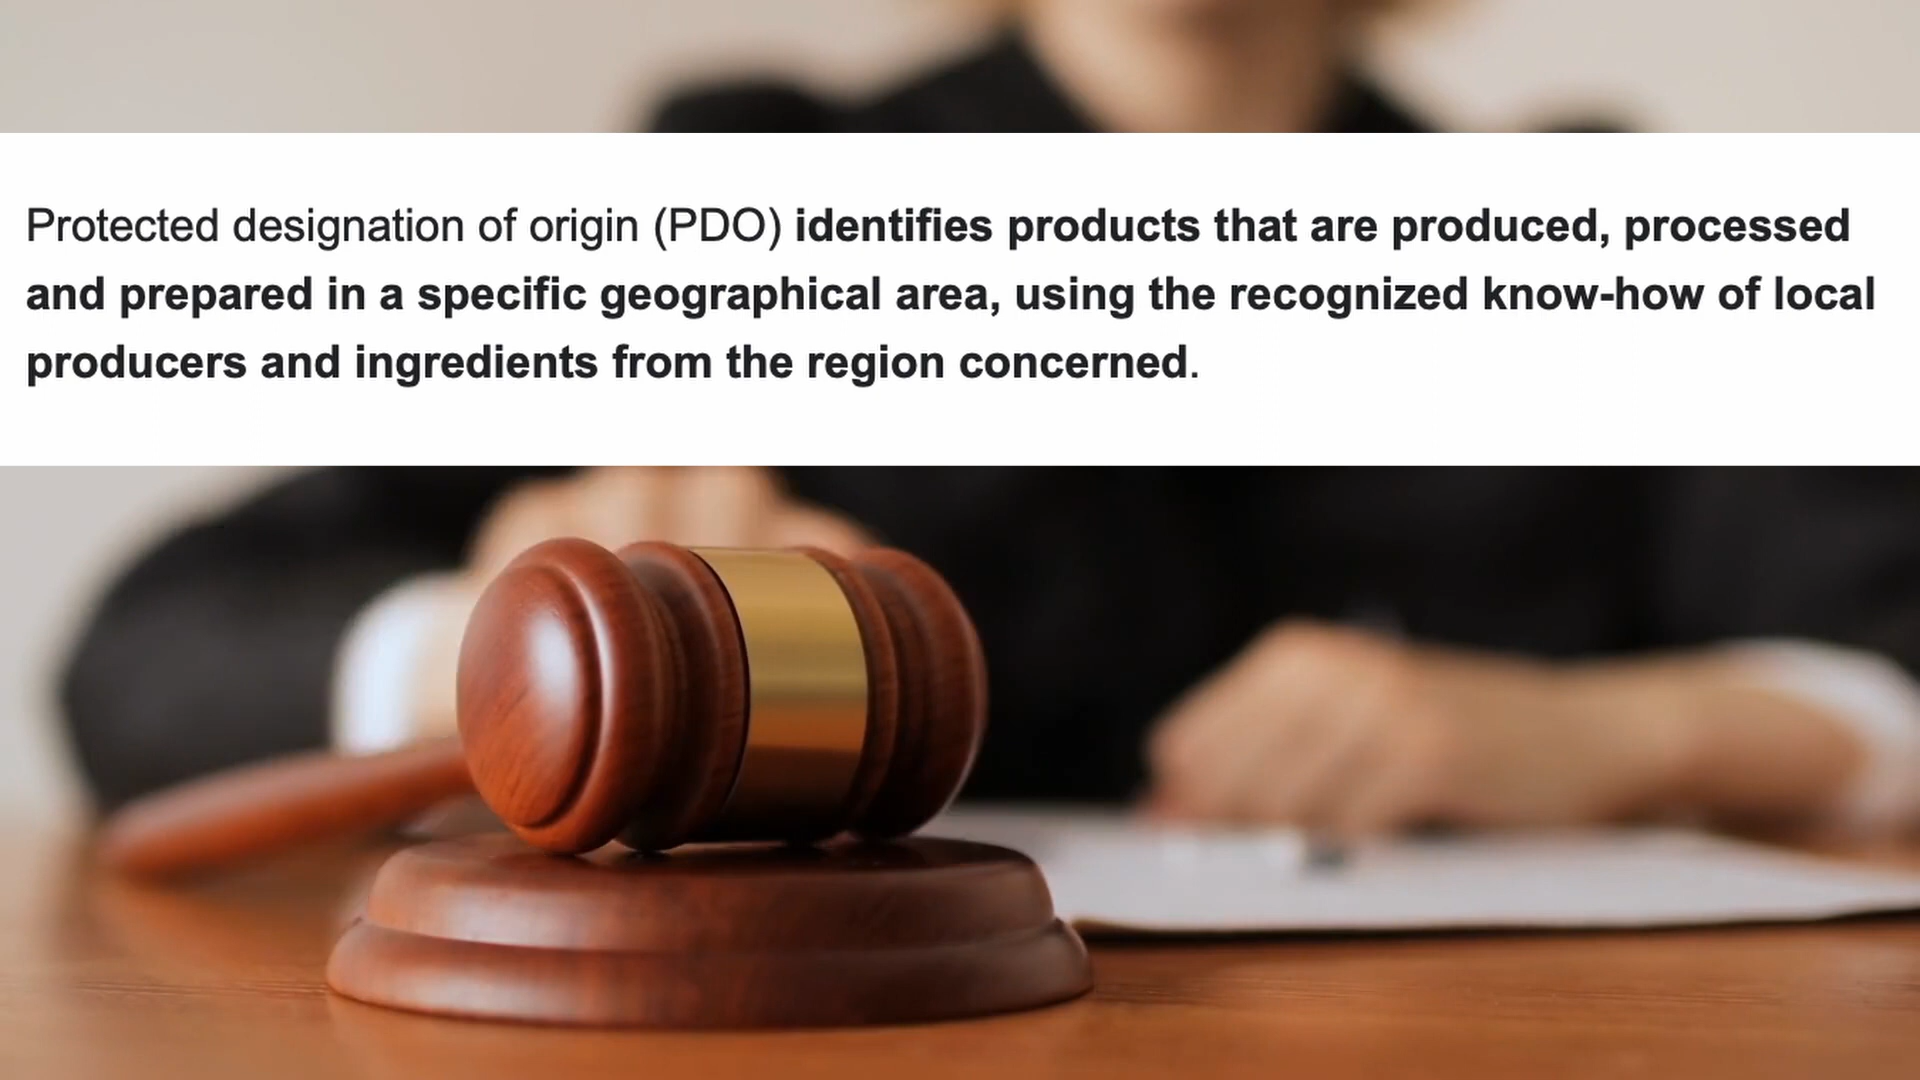 Protected designation of origin (PDO) identifies products that are produced, processed
and prepared in a specific geographical area, using the recognized know-how of local
producers and ingredients from the region concerned.